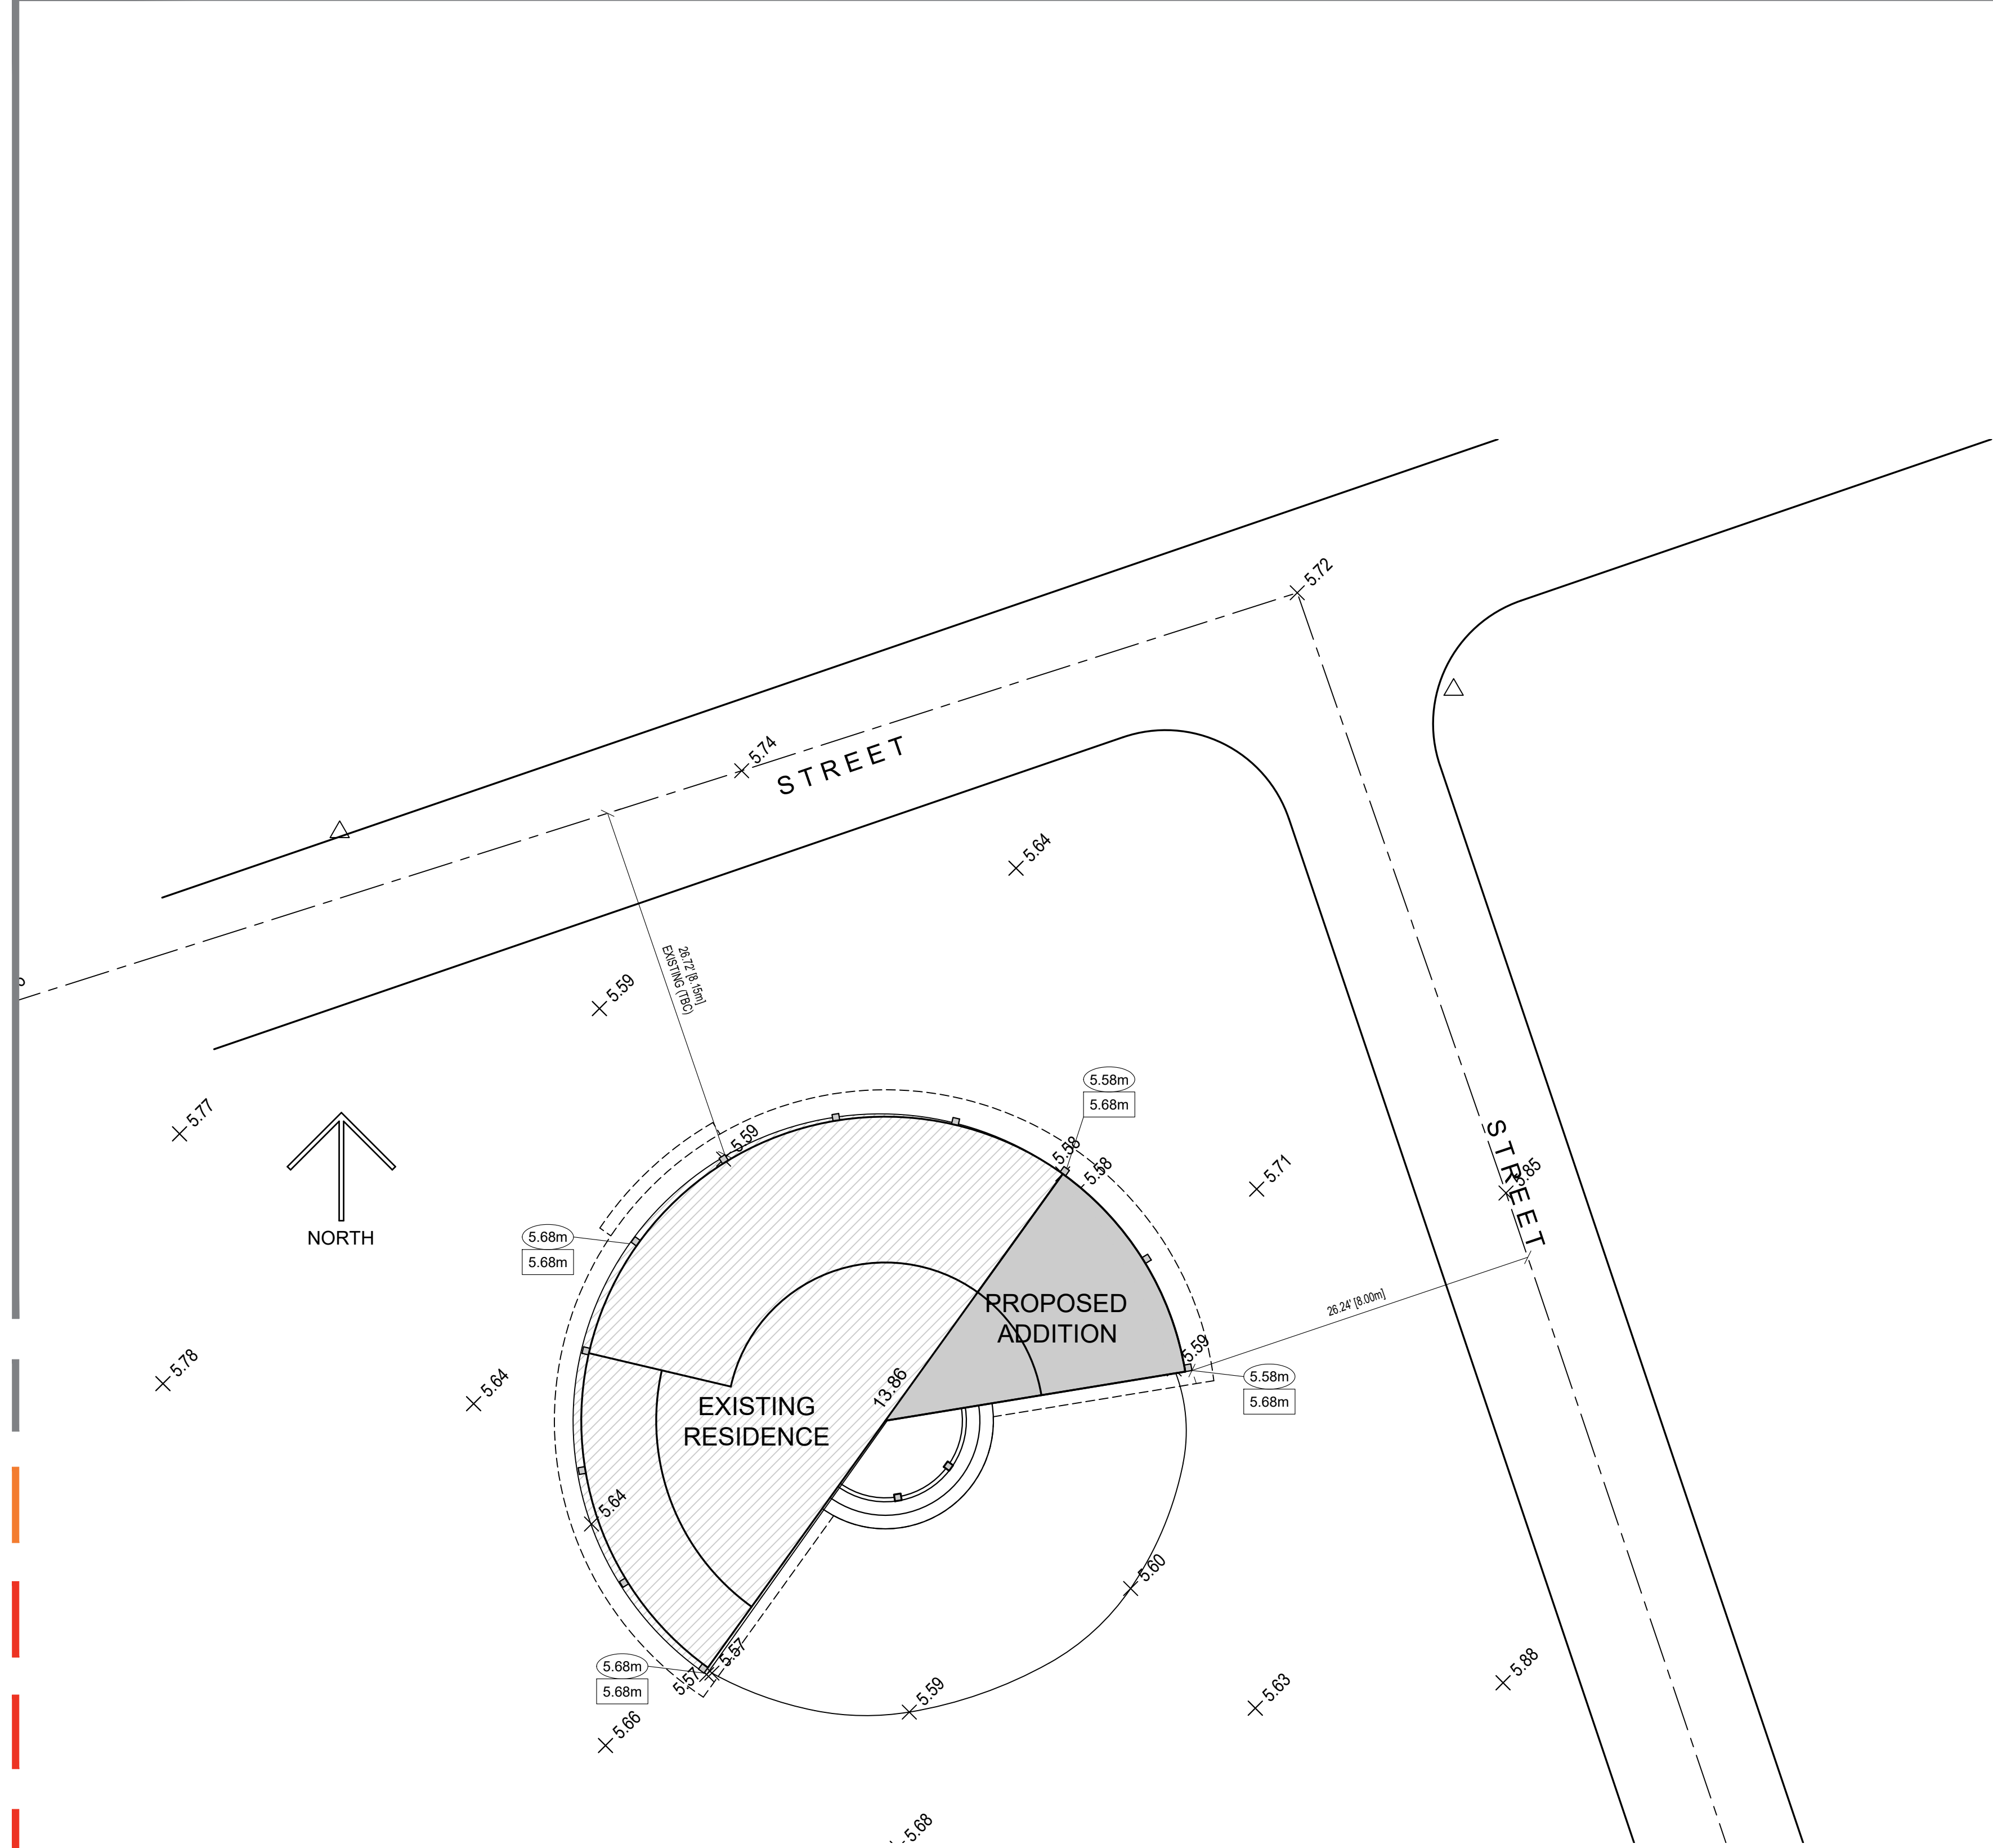 5.72
5.74
STREET
5.64
26.72' [8.15m]
EXISTING (TBC)
5.59
5.58m
5.68m
5.77
5.59
5.58
5.58
5.71
STREET
5.85
NORTH
5.68m
5.68m
26.24' [8.00m]
PROPOSED
ADDITION
5.59
5.78
5.64
13.86
5.58m
5.68m
EXISTING
RESIDENCE
5.64
5.60
5.57
5.57
5.68m
5.68m
5.59
5.63
5.88
5.66
5.68